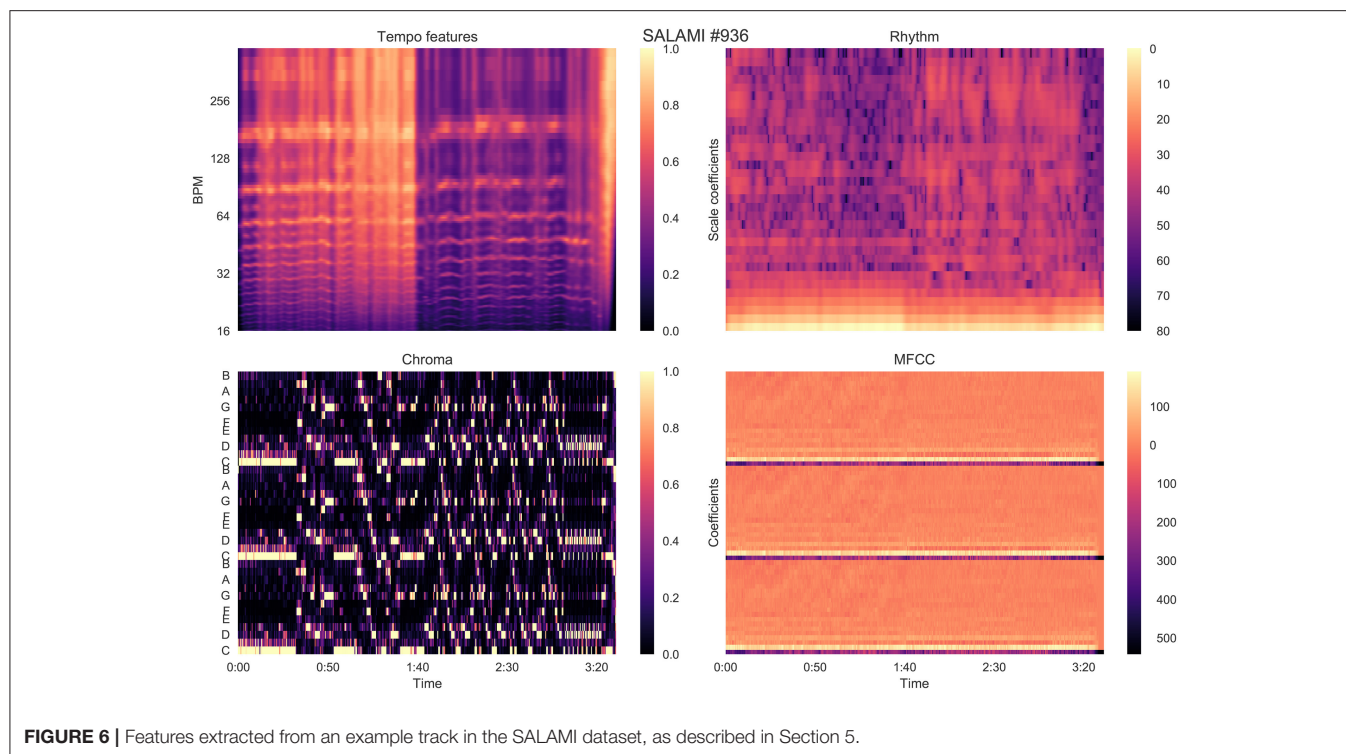 SALAMI #936
Tempo features
BPM
256
128
64
32
16
1.0
0.8
0.6
0.4
0.2
0.0
Rhythm
Scale coefficients
0
10
20
30
40
50
60
70
80
Chroma
B
A
G
F
E
D
C
B
A
G
F
E
D
C
B
A
G
F
E
D
C
0:00
0:50
1:40
2:30
3:20
Time
1.0
0.8
0.6
0.4
0.2
0.0
MFCC
Coefficients
0:00
0:50
1:40
2:30
3:20
Time
100
0
100
200
300
400
500
FIGURE 6 | Features extracted from an example track in the SALAMI dataset, as described in Section 5.